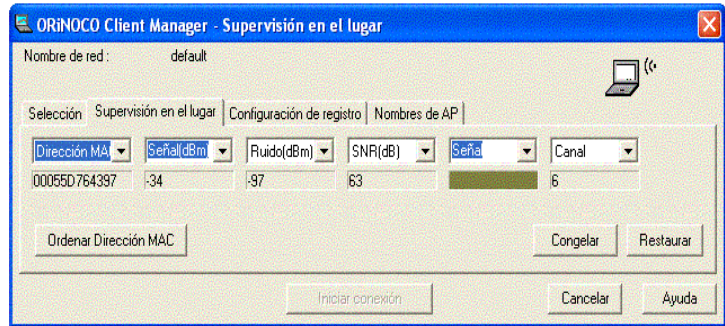 ORiNOCO Client Manager - Supervisión en el lugar
Nombre de red : default
Selección Supervisión en el lugar Configuración de registro Nombres de AP
Dirección MA Señal(dBm) Ruido(dBm) SNR(dB) Señal Canal
00055D764397 -34 -97 63 6
Ordenar Dirección MAC Congelar Restaurar
Iniciar conexión Cancelar Ayuda